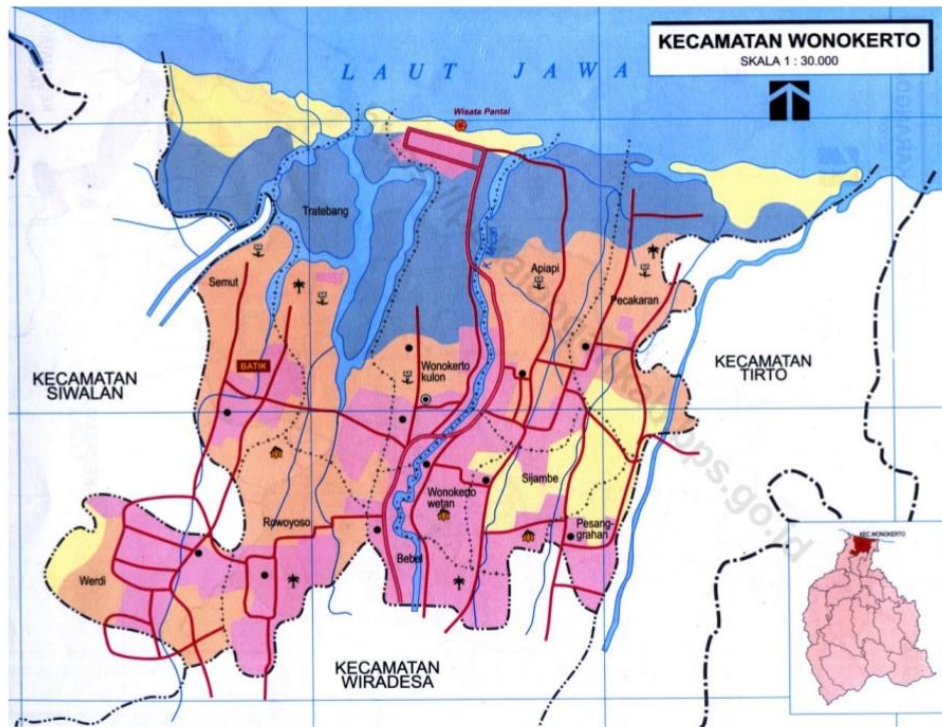 KECAMATAN WONOKERTO
SKALA 1 : 30.000
LAUT JAWA
Wisata Pantai
Tratebang
Semut
Apiapi
Pecakaran
BATIK
Wonokerto
kulon
KECAMATAN
SIWALAN
KECAMATAN
TIRTO
Sijambe
Wonokedo
wetan
Rowoyoso
Pesang-
grahan
Bebel
Werdi
KEC.WONOKERTO
KECAMATAN
WIRADESA